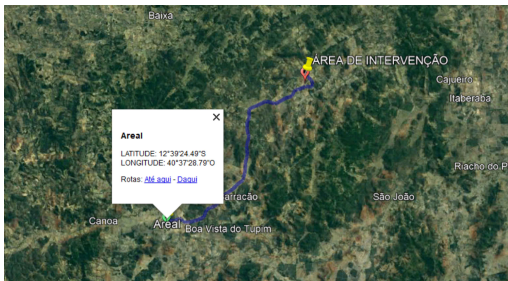 Baixa
ÁREA DE INTERVENÇÃO
Cajueiro
Itaberaba
Areal
LATITUDE: 12°39'24.49"S
LONGITUDE: 40°37'28.79"O
Rotas: Até aqui - Daqui
Riacho do P
arracão
São João
Canoa
Areal
Boa Vista do Tupim